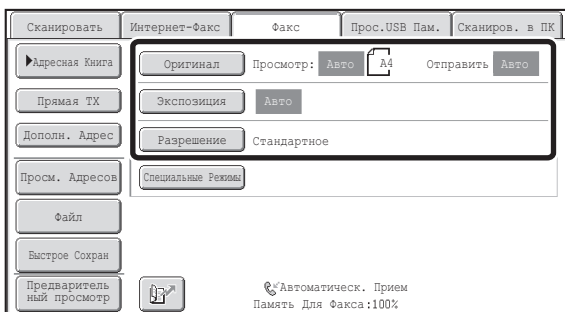 Сканировать Интернет-Факс Факс Прос.USB Пам. Сканиров. в ПК
Адресная Книга Оригинал Просмотр: Авто A4 Отправить Авто
Прямая TX Экспозиция Авто
Дополн. Адрес Разрешение Стандартное
Просм. Адресов Специальные Режимы
Файл
Быстрое Сохран
Предваритель
ный просмотр
Автоматическ. Прием
Память Для Факса:100%